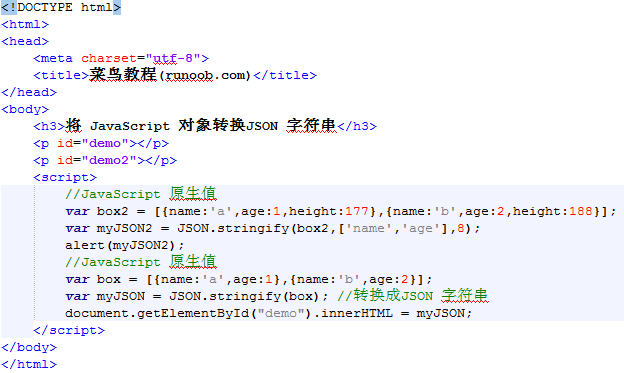 <!DOCTYPE html>
<html>
<head>
    <meta charset="utf-8">
    <title>菜鸟教程(runoob.com)</title>
</head>
<body>
    <h3>将 JavaScript 对象转换JSON 字符串</h3>
    <p id="demo"></p>
    <p id="demo2"></p>
    <script>
        //JavaScript 原生值
        var box2 = [{name:'a',age:1,height:177},{name:'b',age:2,height:188}];
        var myJSON2 = JSON.stringify(box2,['name','age'],8);
        alert(myJSON2);
        //JavaScript 原生值
        var box = [{name:'a',age:1},{name:'b',age:2}];
        var myJSON = JSON.stringify(box); //转换成JSON 字符串
        document.getElementById("demo").innerHTML = myJSON;
    </script>
</body>
</html>